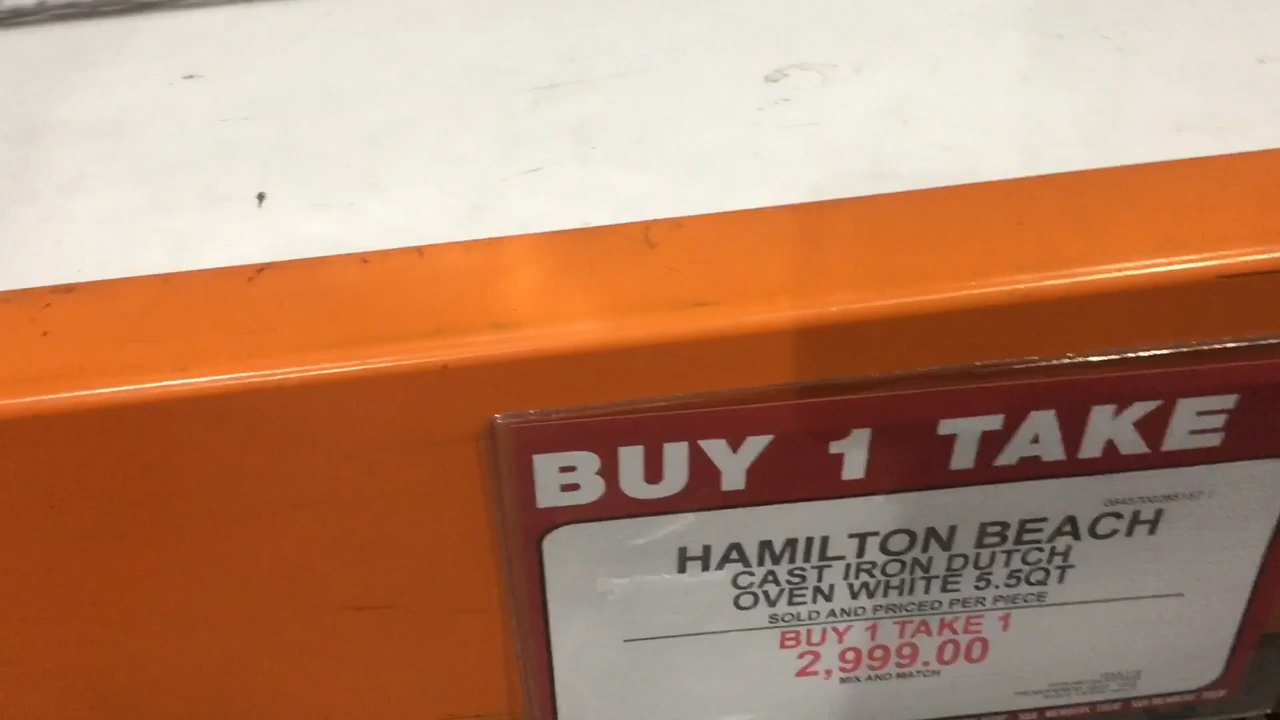 BUY 1 TAKE
HAMILTON BEACH
CAST IRON DUTCH
OVEN WHITE 5.5QT
SOLD AND PRICED PER PIECE
BUY 1 TAKE 1
2,999.00
MIX AND MATCH